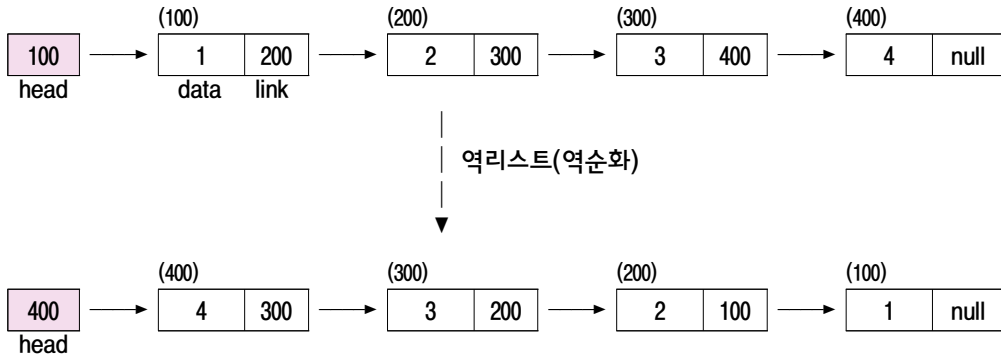 (100) (200) (300) (400)
100 1 200 2 300 3 400 4 null
head data link
역리스트(역순화)
(400) (300) (200) (100)
400 4 300 3 200 2 100 1 null
head